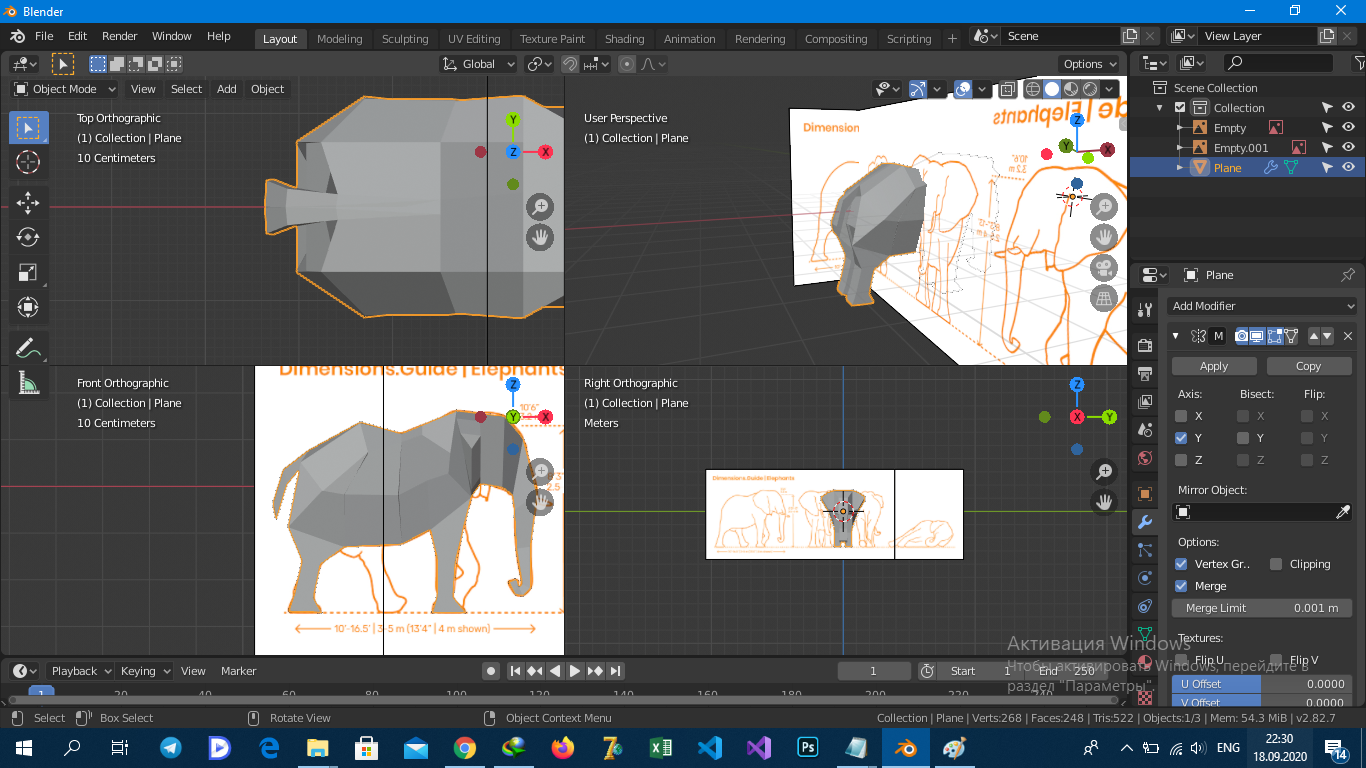 Blender
File Edit Render Window Help
Layout Modeling Sculpting UV Editing Texture Paint Shading Animation Rendering Compositing Scripting +
Scene
View Layer
Global
Options
Object Mode View Select Add Object
Top Orthographic
(1) Collection | Plane
10 Centimeters
Y
Z
X
User Perspective
(1) Collection | Plane
Dimension
de | Elephants
10'6"
3.2 m
Z
Y
X
Front Orthographic
(1) Collection | Plane
10 Centimeters
Dimensions.Guide | Elephants
10'6"
Z
Y
X
10'-16.5' | 3-5 m (13'4" | 4 m shown)
Right Orthographic
(1) Collection | Plane
Meters
Dimensions.Guide | Elephants
Z
X
Y
Scene Collection
Collection
Empty
Empty.001
Plane
Plane
Add Modifier
M
Apply
Copy
Axis: Bisect: Flip:
X X X
Y Y Y
Z Z Z
Mirror Object:
Options:
Vertex Gr..
Clipping
Merge
Merge Limit 0.001 m
Textures:
Flip U
Flip V
U Offset 0.0000
V Offset 0.0000
Активация Windows
Чтобы активировать Windows, перейдите в
раздел "Параметры".
Playback Keying View Marker
1
Start 1
End 250
1 20 40 60 80 100 120 140 160 180 200 220 240
Select Box Select Rotate View Object Context Menu
Collection | Plane | Verts:268 | Faces:248 | Tris:522 | Objects:1/3 | Mem: 54.3 MiB | v2.82.7
Ps
ENG
22:30
18.09.2020
14